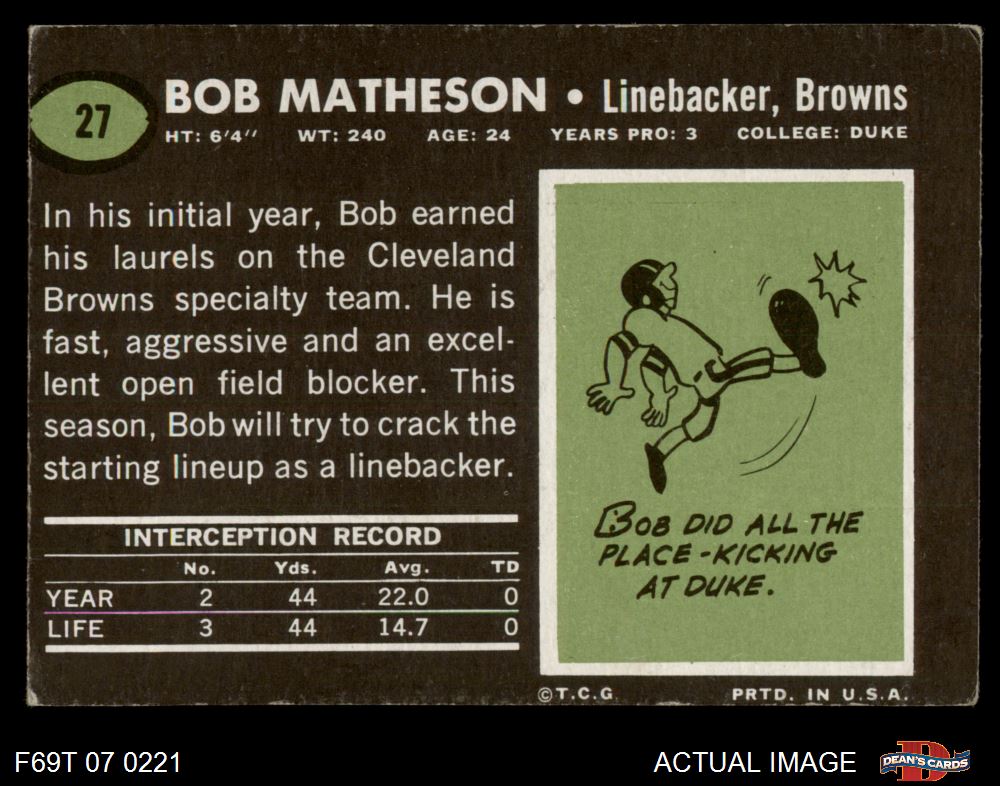 27
BOB MATHESON • Linebacker, Browns
HT: 6'4" WT: 240 AGE: 24 YEARS PRO: 3 COLLEGE: DUKE
In his initial year, Bob earned
his laurels on the Cleveland
Browns specialty team. He is
fast, aggressive and an excel-
lent open field blocker. This
season, Bob will try to crack the
starting lineup as a linebacker.
INTERCEPTION RECORD
No. Yds. Avg. TD
YEAR 2 44 22.0 0
LIFE 3 44 14.7 0
BOB DID ALL THE
PLACE-KICKING
AT DUKE.
©T.C.G. PRTD. IN U.S.A.
F69T 07 0221 ACTUAL IMAGE DEAN'S CARDS